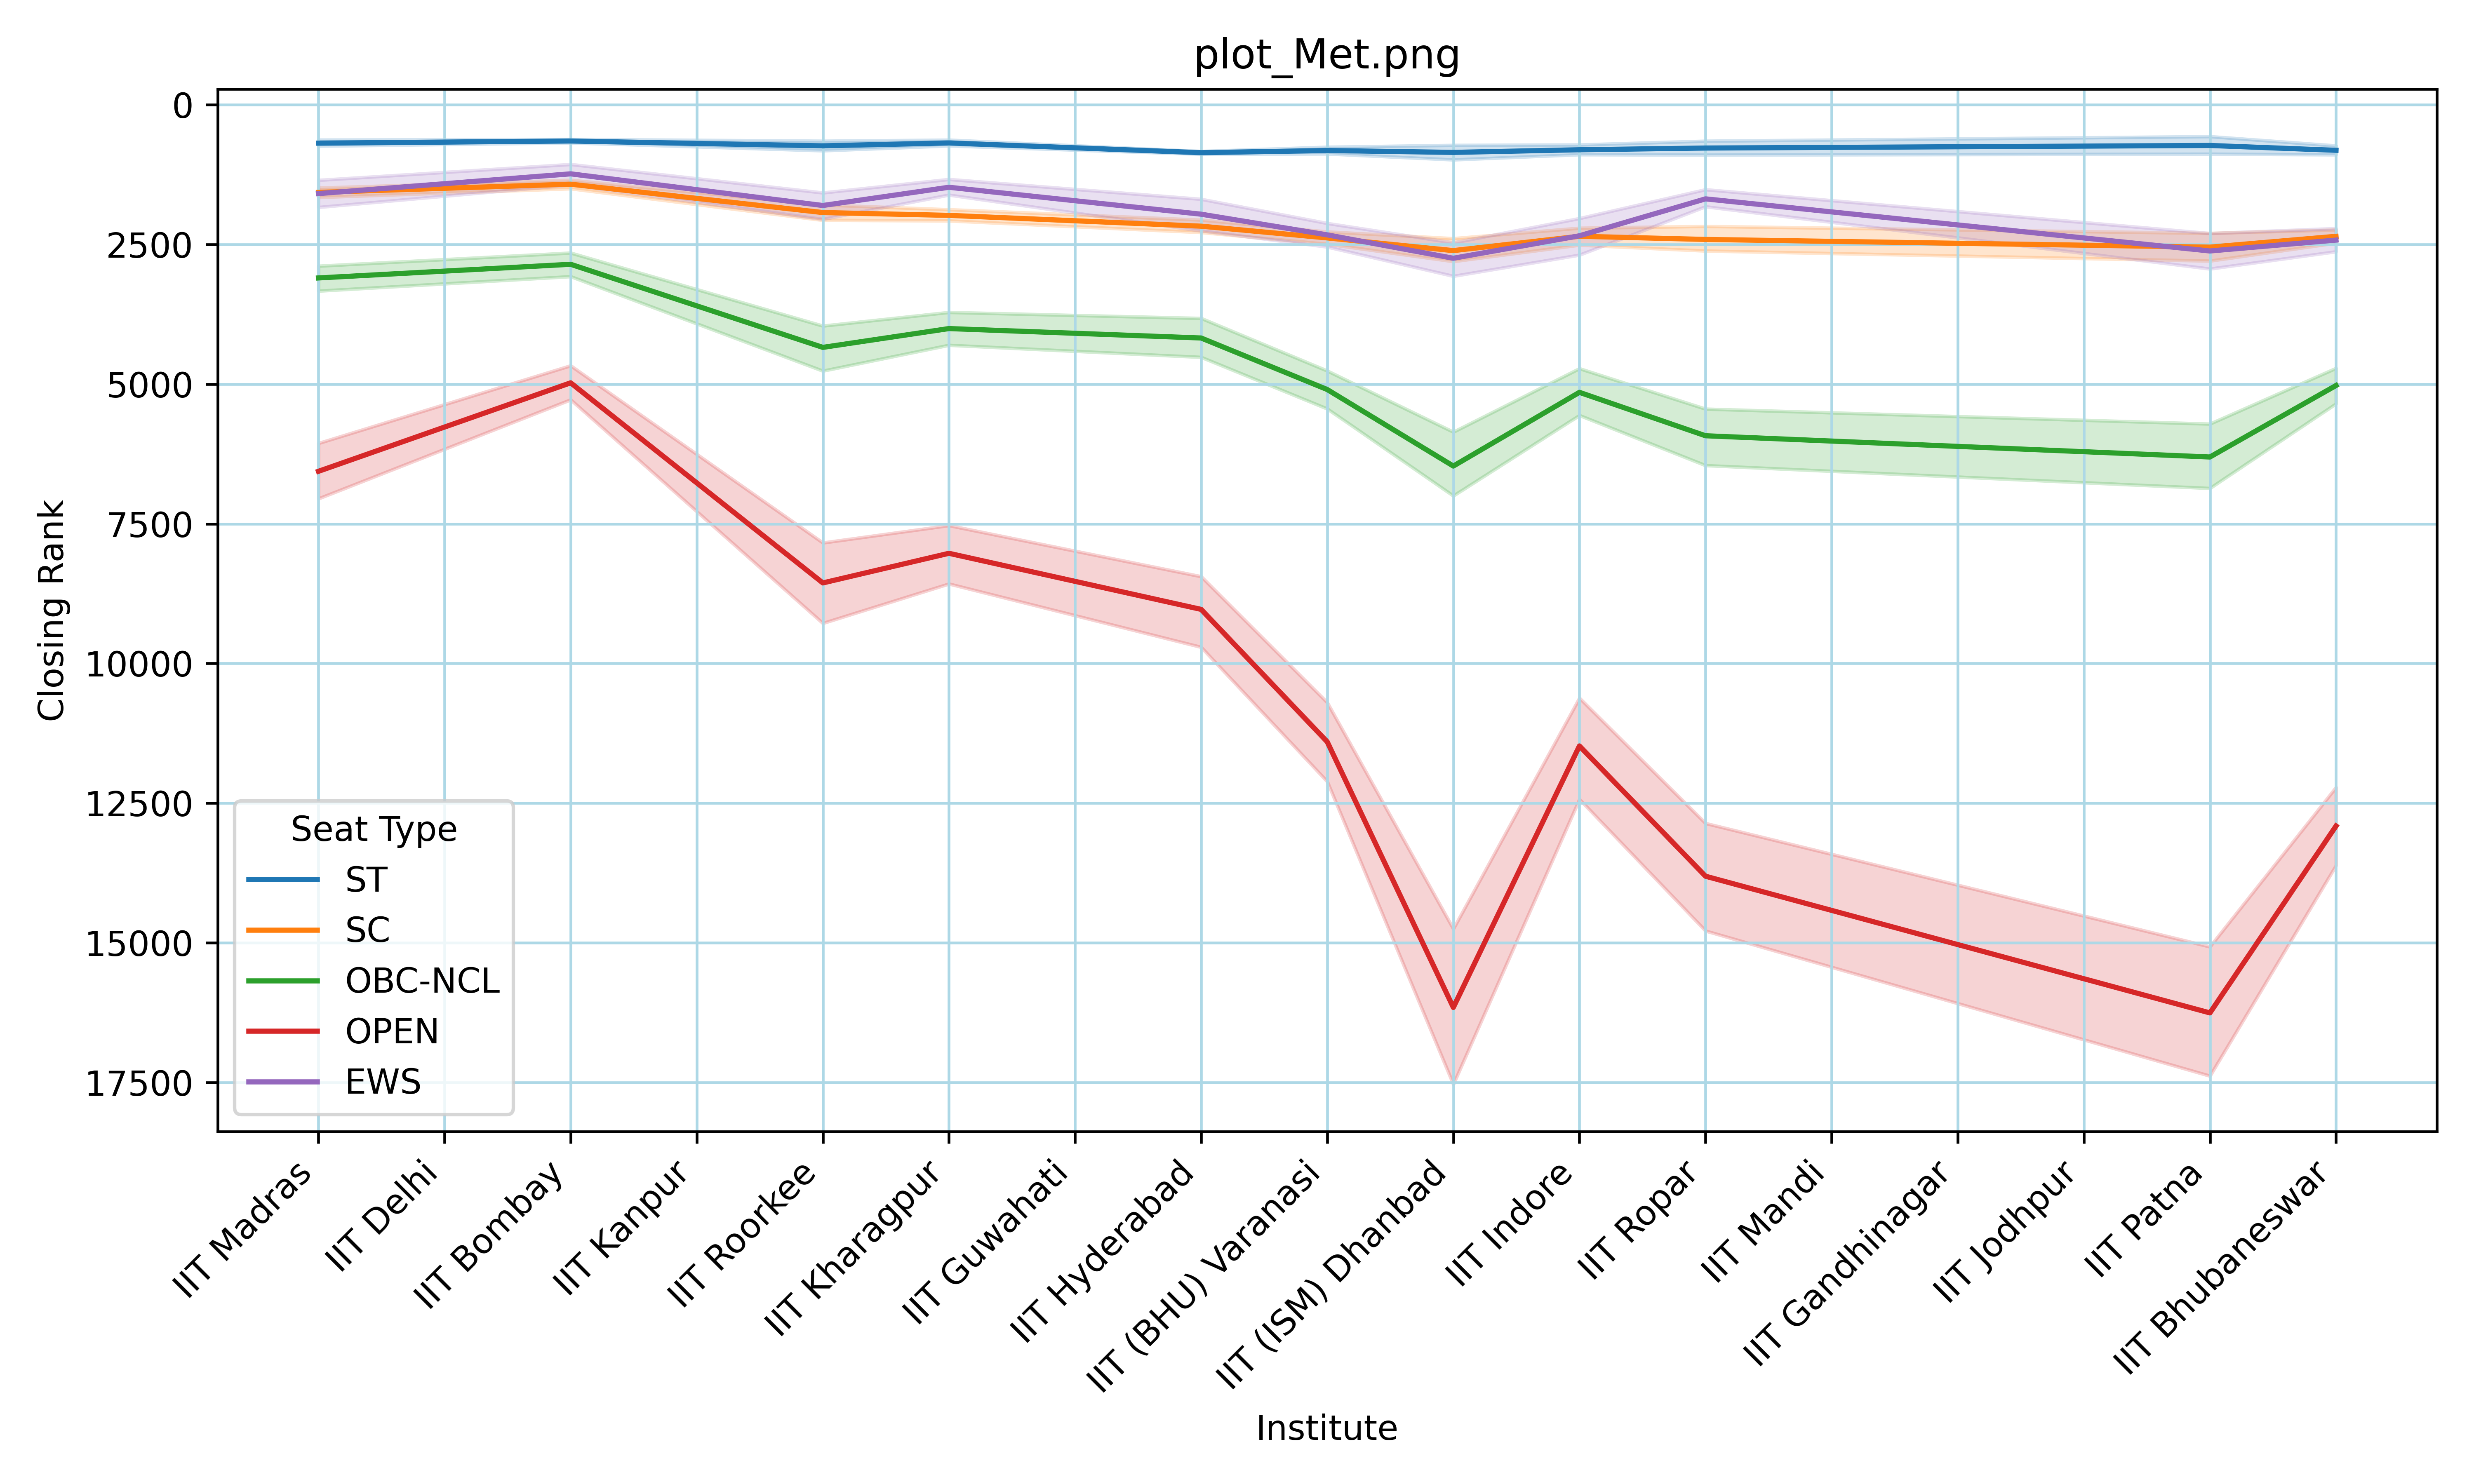 plot_Met.png
Closing Rank
0
2500
5000
7500
10000
12500
15000
17500
Seat Type
ST
SC
OBC-NCL
OPEN
EWS
IIT Madras
IIT Delhi
IIT Bombay
IIT Kanpur
IIT Roorkee
IIT Kharagpur
IIT Guwahati
IIT Hyderabad
IIT (BHU) Varanasi
IIT (ISM) Dhanbad
IIT Indore
IIT Ropar
IIT Mandi
IIT Gandhinagar
IIT Jodhpur
IIT Patna
IIT Bhubaneswar
Institute